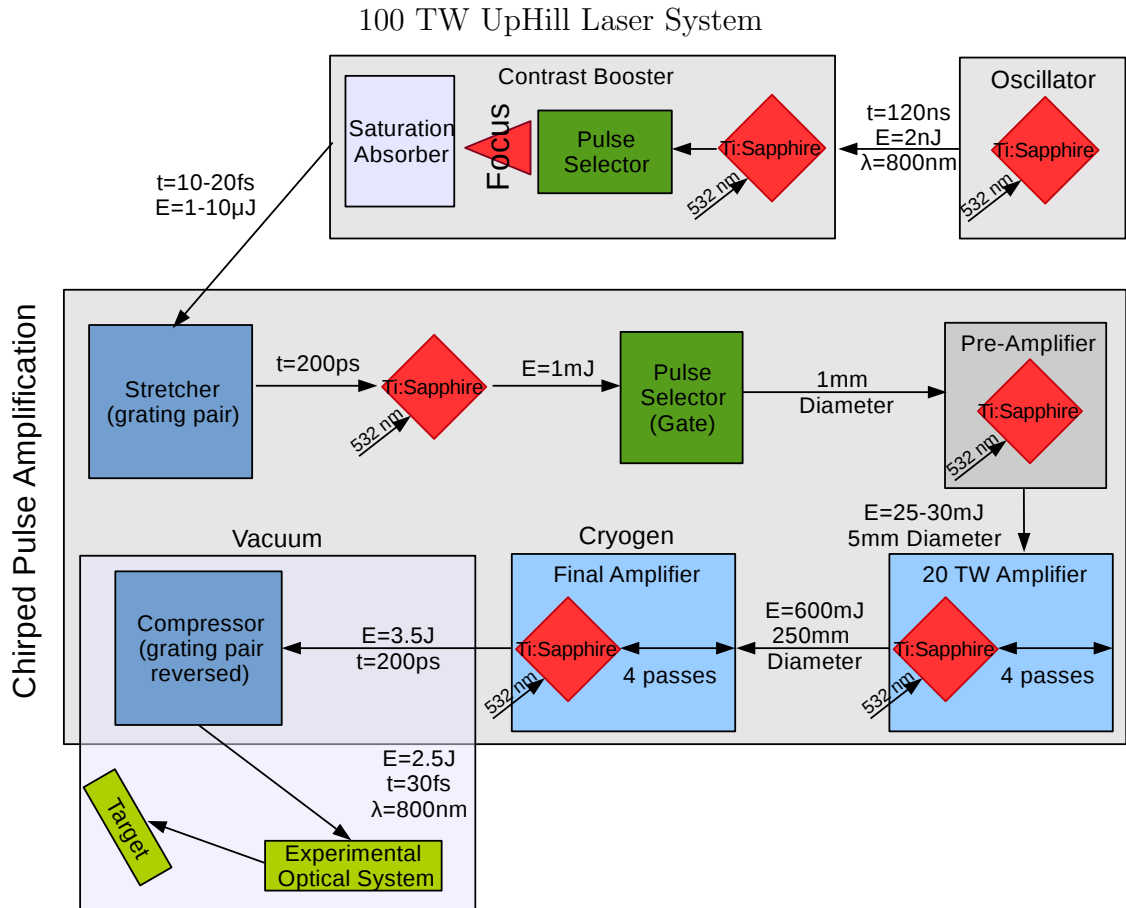 100 TW UpHill Laser System
Contrast Booster
Saturation
Absorber
Focus
Pulse
Selector
Ti:Sapphire
532 nm
t=120ns
E=2nJ
λ=800nm
Oscillator
Ti:Sapphire
532 nm
t=10-20fs
E=1-10µJ
Chirped Pulse Amplification
Stretcher
(grating pair)
t=200ps
Ti:Sapphire
532 nm
E=1mJ
Pulse
Selector
(Gate)
1mm
Diameter
Pre-Amplifier
Ti:Sapphire
532 nm
E=25-30mJ
5mm Diameter
20 TW Amplifier
Ti:Sapphire
532 nm
4 passes
E=600mJ
250mm
Diameter
Cryogen
Final Amplifier
Ti:Sapphire
532 nm
4 passes
E=3.5J
t=200ps
Vacuum
Compressor
(grating pair
reversed)
E=2.5J
t=30fs
λ=800nm
Experimental
Optical System
Target